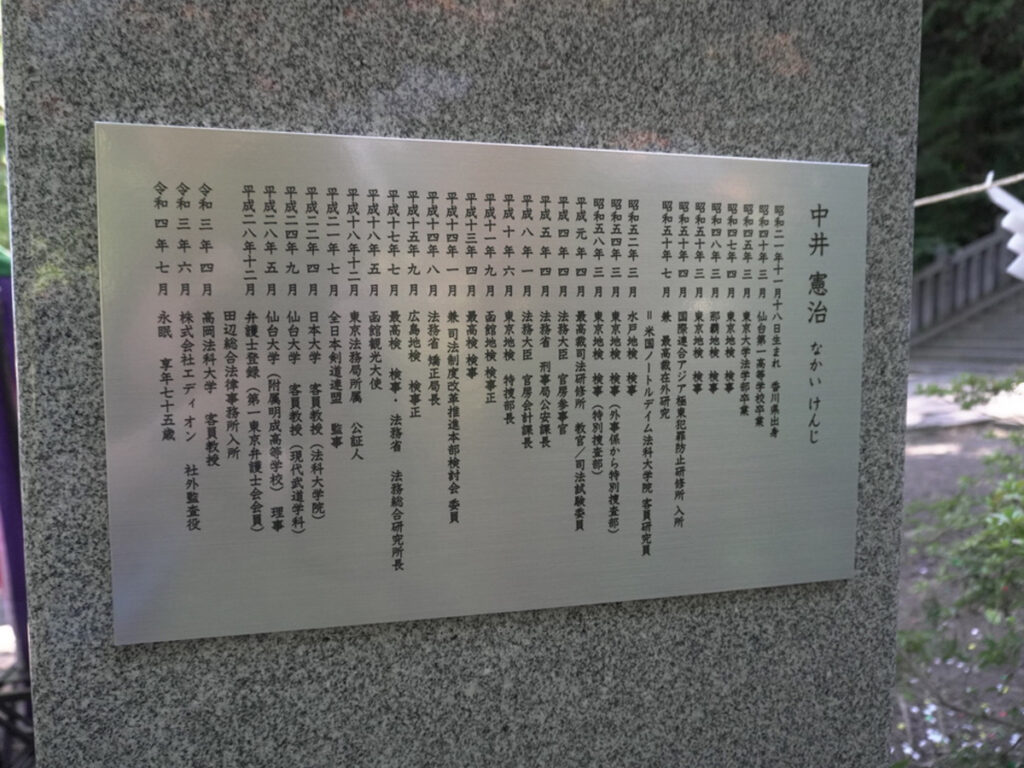 中井 憲治 なかいけんじ
昭和二一年十一月十八日生まれ 香川県出身
昭和四十年三月 仙台第一高等学校卒業
昭和四五年三月 東京大学法学部卒業
昭和四七年四月 東京地検 検事
昭和四八年三月 那覇地検 検事
昭和五十年三月 東京地検 検事
昭和五十年四月 国際連合アジア極東犯罪防止研修所 入所
昭和五十年七月 兼 最高裁在外研究
＝米国ノートルデイム法科大学院 客員研究員
昭和五二年三月 水戸地検 検事
昭和五四年三月 東京地検 検事（外事係から特別捜査部）
昭和五八年三月 東京地検 検事（特別捜査部）
平成元年四月 最高裁司法研修所 教官／司法試験委員
平成四年四月 法務大臣 官房参事官
平成五年四月 法務省 刑事局公安課長
平成八年一月 法務大臣 官房会計課長
平成十年六月 東京地検 特捜部長
平成十一年九月 函館地検 検事正
平成十三年四月 最高検 検事
平成十四年一月 兼 司法制度改革推進本部検討会 委員
平成十四年八月 法務省 矯正局長
平成十五年九月 広島地検 検事正
平成十七年七月 最高検 検事・法務省 法務総合研究所長
平成十八年五月 函館観光大使
平成十八年十二月 東京法務局所属 公証人
平成二一年七月 全日本剣道連盟 監事
平成二二年四月 日本大学 客員教授（法科大学院）
平成二四年九月 仙台大学 客員教授（現代武道学科）
平成二八年五月 仙台大学（附属明成高等学校）理事
平成二八年十二月 弁護士登録（第一東京弁護士会会員）
田辺総合法律事務所入所
令和三年四月 高岡法科大学 客員教授
令和三年六月 株式会社エディオン 社外監査役
令和四年七月 永眠 享年七十五歳